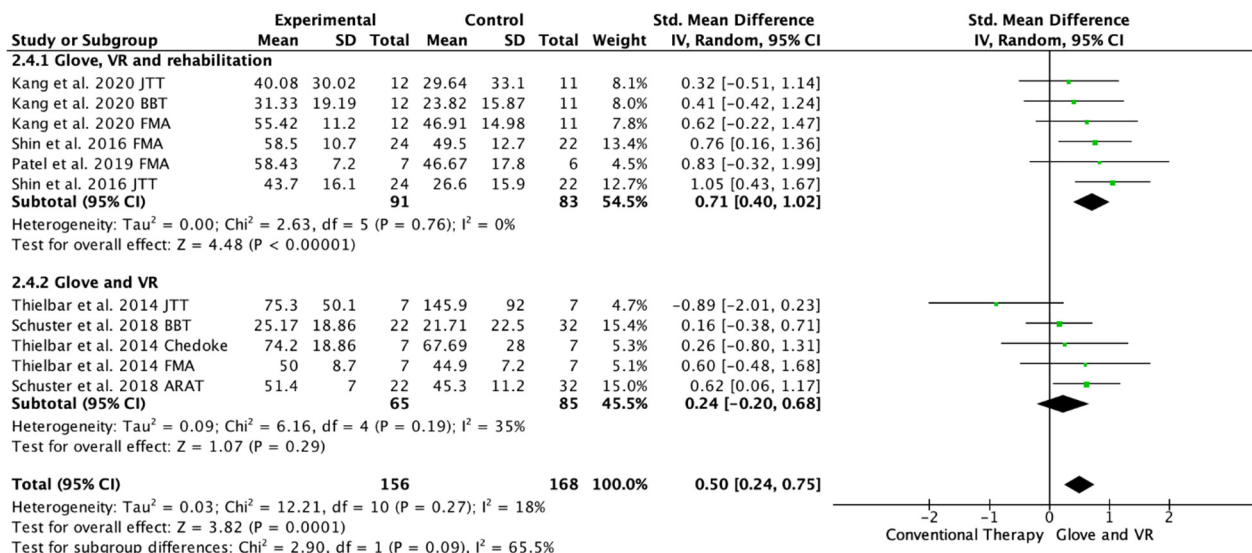 Experimental Control Std. Mean Difference Std. Mean Difference
Study or Subgroup Mean SD Total Mean SD Total Weight IV, Random, 95% CI IV, Random, 95% CI
2.4.1 Glove, VR and rehabilitation
Kang et al. 2020 JTT 40.08 30.02 12 29.64 33.1 11 8.1% 0.32 [-0.51, 1.14]
Kang et al. 2020 BBT 31.33 19.19 12 23.82 15.87 11 8.0% 0.41 [-0.42, 1.24]
Kang et al. 2020 FMA 55.42 11.2 12 46.91 14.98 11 7.8% 0.62 [-0.22, 1.47]
Shin et al. 2016 FMA 58.5 10.7 24 49.5 12.7 22 13.4% 0.76 [0.16, 1.36]
Patel et al. 2019 FMA 58.43 7.2 7 46.67 17.8 6 4.5% 0.83 [-0.32, 1.99]
Shin et al. 2016 JTT 43.7 16.1 24 26.6 15.9 22 12.7% 1.05 [0.43, 1.67]
Subtotal (95% CI) 91 83 54.5% 0.71 [0.40, 1.02]
Heterogeneity: Tau² = 0.00; Chi² = 2.63, df = 5 (P = 0.76); I² = 0%
Test for overall effect: Z = 4.48 (P < 0.00001)
2.4.2 Glove and VR
Thielbar et al. 2014 JTT 75.3 50.1 7 145.9 92 7 4.7% -0.89 [-2.01, 0.23]
Schuster et al. 2018 BBT 25.17 18.86 22 21.71 22.5 32 15.4% 0.16 [-0.38, 0.71]
Thielbar et al. 2014 Chedoke 74.2 18.86 7 67.69 28 7 5.3% 0.26 [-0.80, 1.31]
Thielbar et al. 2014 FMA 50 8.7 7 44.9 7.2 7 5.1% 0.60 [-0.48, 1.68]
Schuster et al. 2018 ARAT 51.4 7 22 45.3 11.2 32 15.0% 0.62 [0.06, 1.17]
Subtotal (95% CI) 65 85 45.5% 0.24 [-0.20, 0.68]
Heterogeneity: Tau² = 0.09; Chi² = 6.16, df = 4 (P = 0.19); I² = 35%
Test for overall effect: Z = 1.07 (P = 0.29)
Total (95% CI) 156 168 100.0% 0.50 [0.24, 0.75]
Heterogeneity: Tau² = 0.03; Chi² = 12.21, df = 10 (P = 0.27); I² = 18%
Test for overall effect: Z = 3.82 (P = 0.0001)
Test for subgroup differences: Chi² = 2.90, df = 1 (P = 0.09), I² = 65.5%
-2 -1 0 1 2
Conventional Therapy Glove and VR